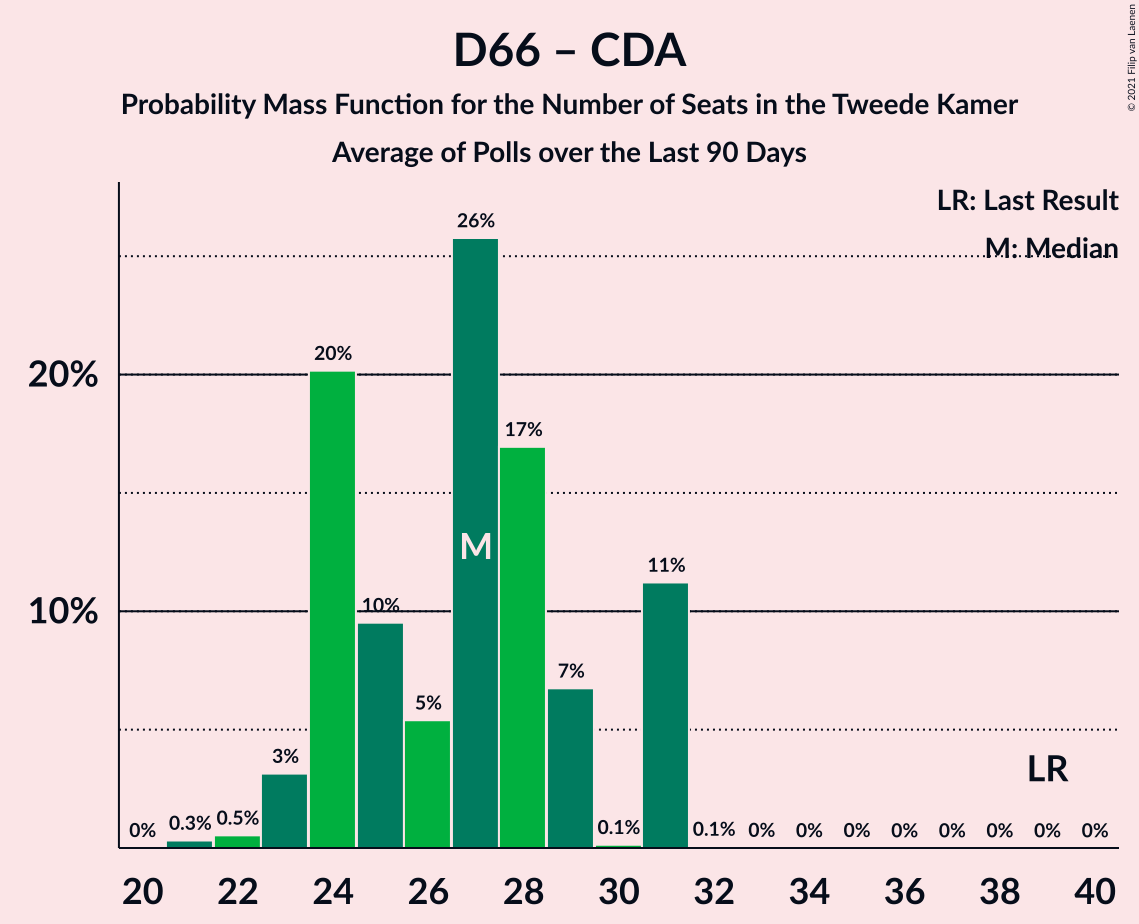 D66 – CDA
Probability Mass Function for the Number of Seats in the Tweede Kamer
Average of Polls over the Last 90 Days
© 2021 Filip van Laenen
LR: Last Result
M: Median
20%
10%
0%
0.3%
0.5%
3%
20%
10%
5%
26%
17%
7%
0.1%
11%
0.1%
0%
0%
0%
0%
0%
0%
0%
0%
M
LR
20 22 24 26 28 30 32 34 36 38 40